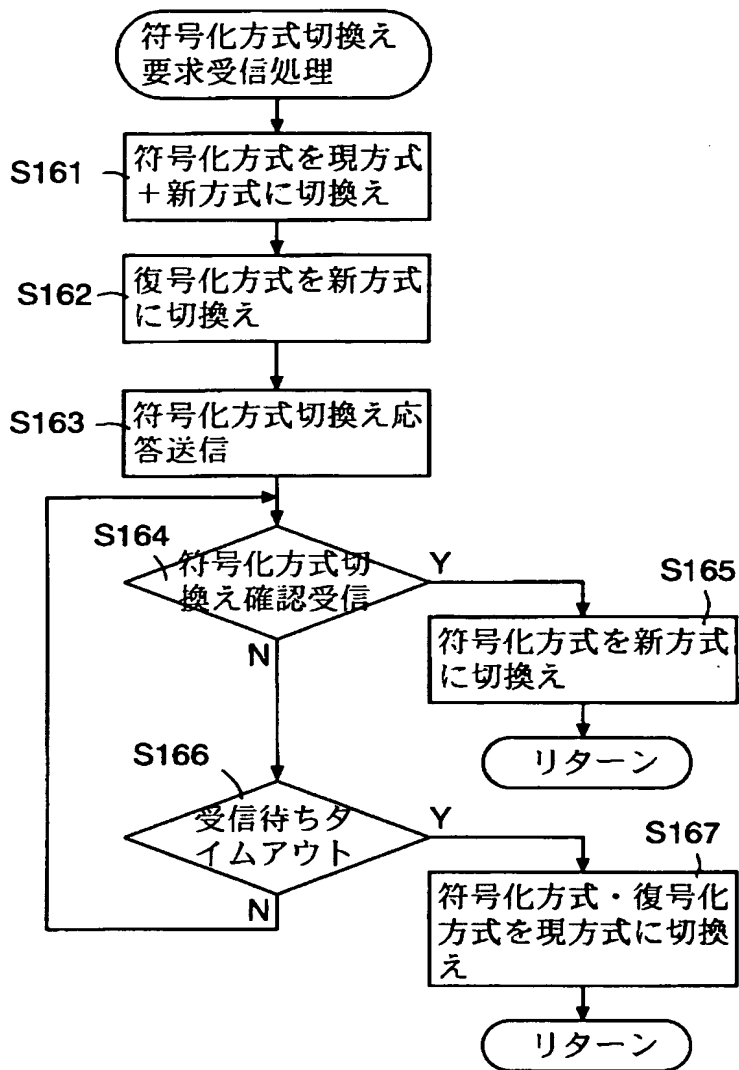 符号化方式切換え
要求受信処理
S161
符号化方式を現方式
+新方式に切換え
S162
復号化方式を新方式
に切換え
S163
符号化方式切換え応
答送信
S164
符号化方式切
換え確認受信
Y
N
S165
符号化方式を新方式
に切換え
リターン
S166
受信待ちタ
イムアウト
Y
N
S167
符号化方式・復号化
方式を現方式に切換
え
リターン